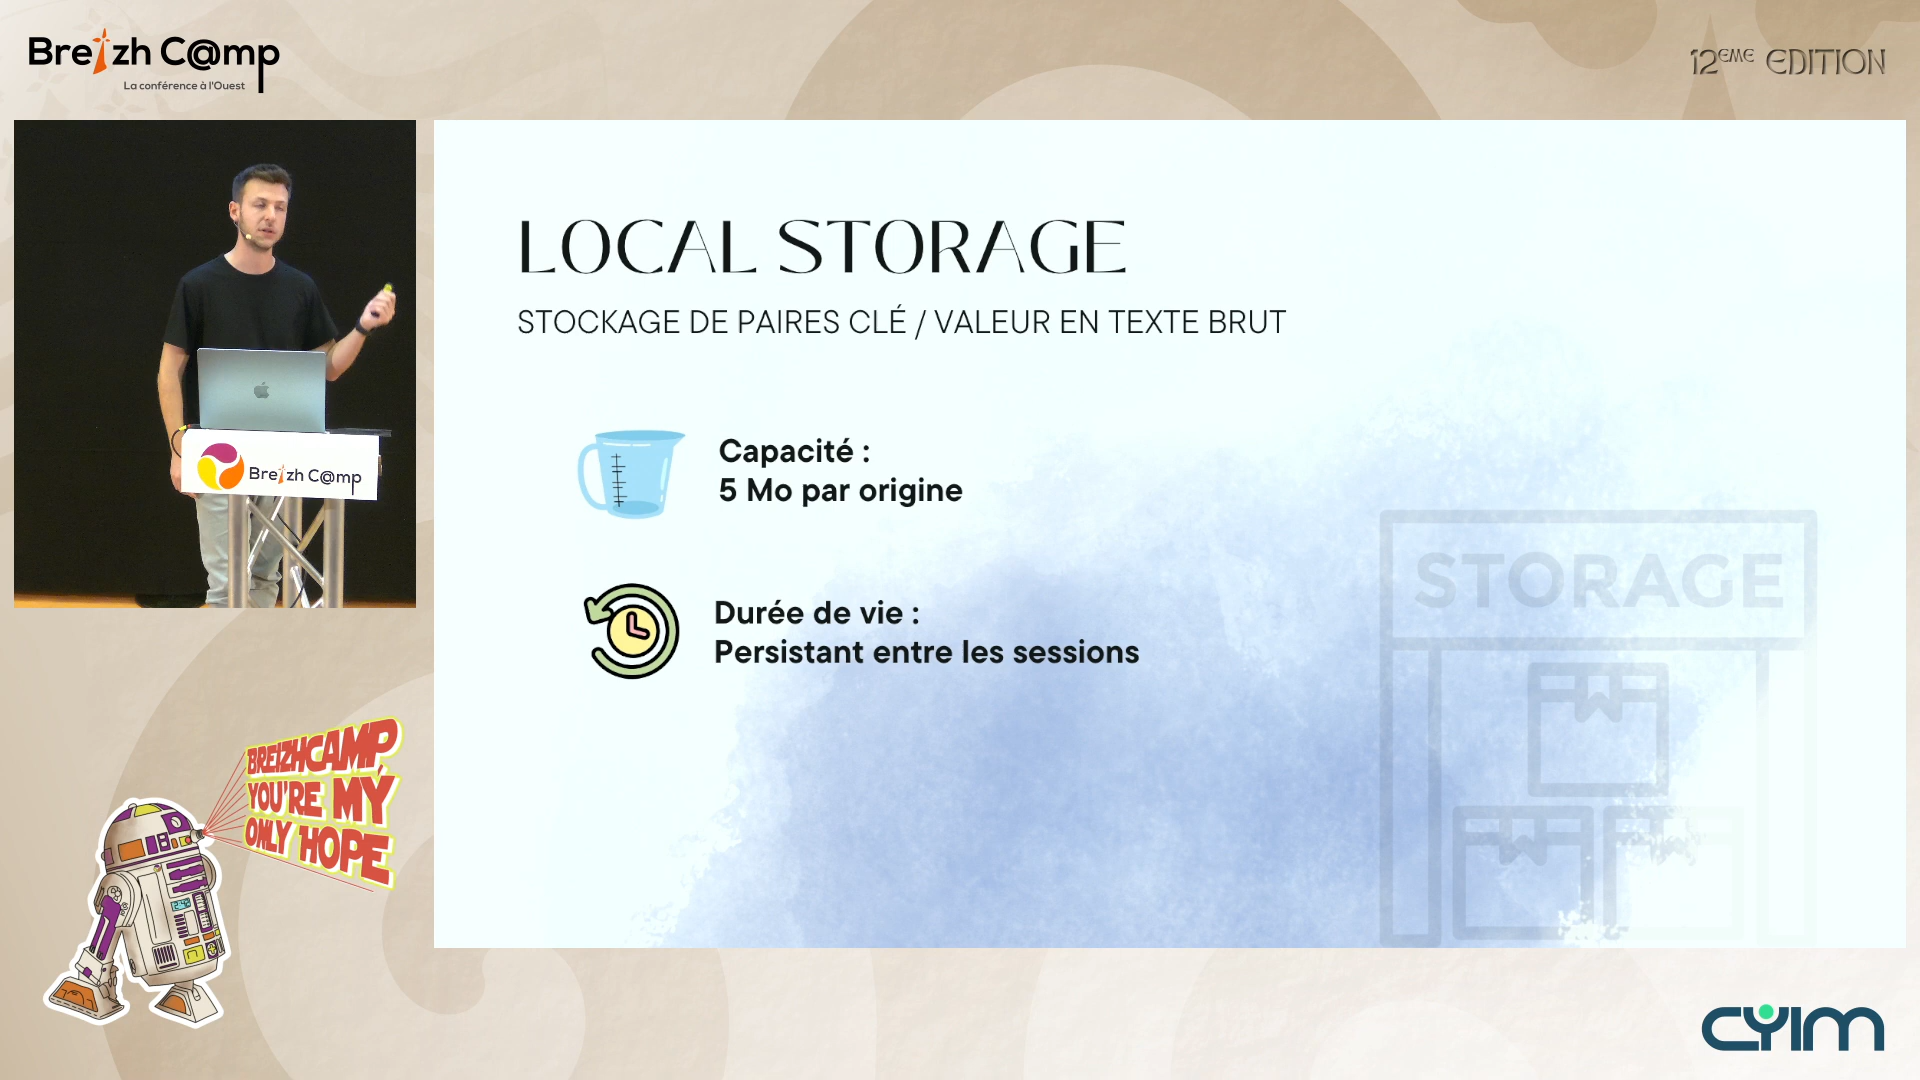 Breizh C@mp
La conférence à l'Ouest
12EME EDITION
Breizh C@mp
LOCAL STORAGE
STOCKAGE DE PAIRES CLÉ / VALEUR EN TEXTE BRUT
Capacité :
5 Mo par origine
Durée de vie :
Persistant entre les sessions
STORAGE
BREIZHCAMP,
YOU'RE MY
ONLY HOPE
CYIM